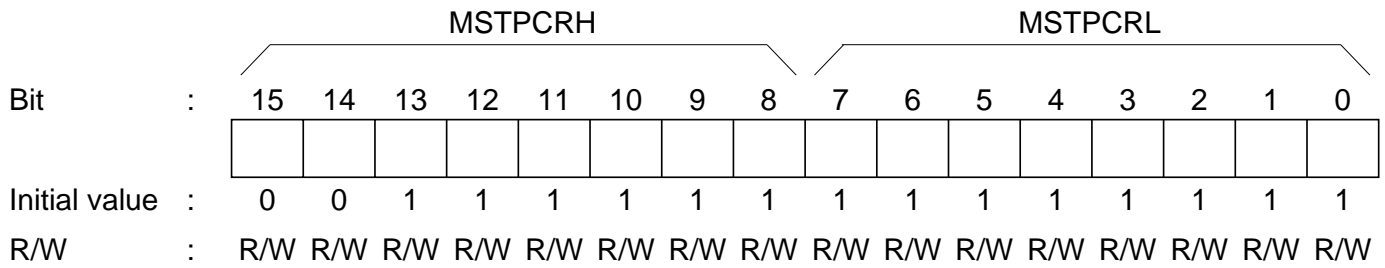 MSTPCRH MSTPCRL
Bit : 15 14 13 12 11 10 9 8 7 6 5 4 3 2 1 0
Initial value : 0 0 1 1 1 1 1 1 1 1 1 1 1 1 1 1
R/W : R/W R/W R/W R/W R/W R/W R/W R/W R/W R/W R/W R/W R/W R/W R/W R/W